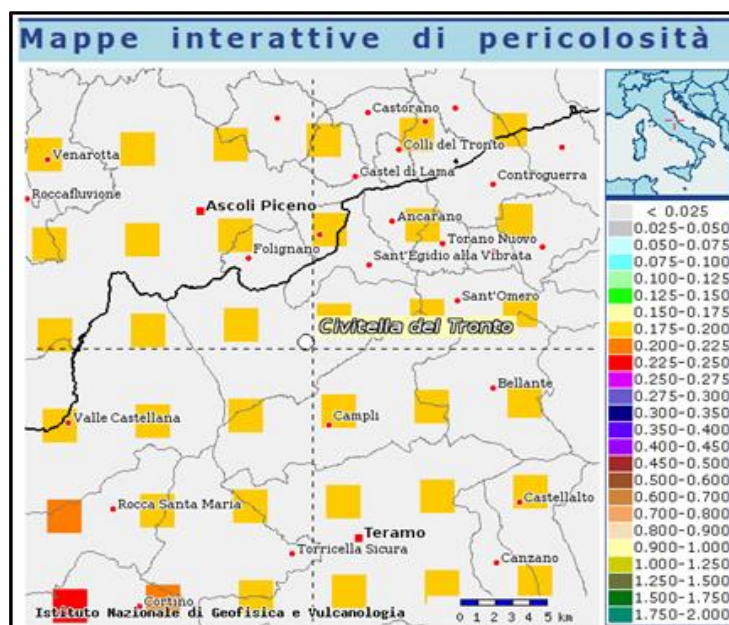 Mappe interattive di pericolosità
Castorano
Venarotta
Colli del Tronto
Castel di Lama
Controguerra
Roccafluvione
Ascoli Piceno
Ancarano
Torano Nuovo
Folignano
Sant'Egidio alla Vibrata
Sant'Omero
Civitella del Tronto
Bellante
Valle Castellana
Campli
Rocca Santa Maria
Castellalto
Teramo
Torricella Sicura
Canzano
Cortino
Istituto Nazionale di Geofisica e Vulcanologia
0 1 2 3 4 5 km
< 0.025
0.025-0.050
0.050-0.075
0.075-0.100
0.100-0.125
0.125-0.150
0.150-0.175
0.175-0.200
0.200-0.225
0.225-0.250
0.250-0.275
0.275-0.300
0.300-0.350
0.350-0.400
0.400-0.450
0.450-0.500
0.500-0.600
0.600-0.700
0.700-0.800
0.800-0.900
0.900-1.000
1.000-1.250
1.250-1.500
1.500-1.750
1.750-2.000